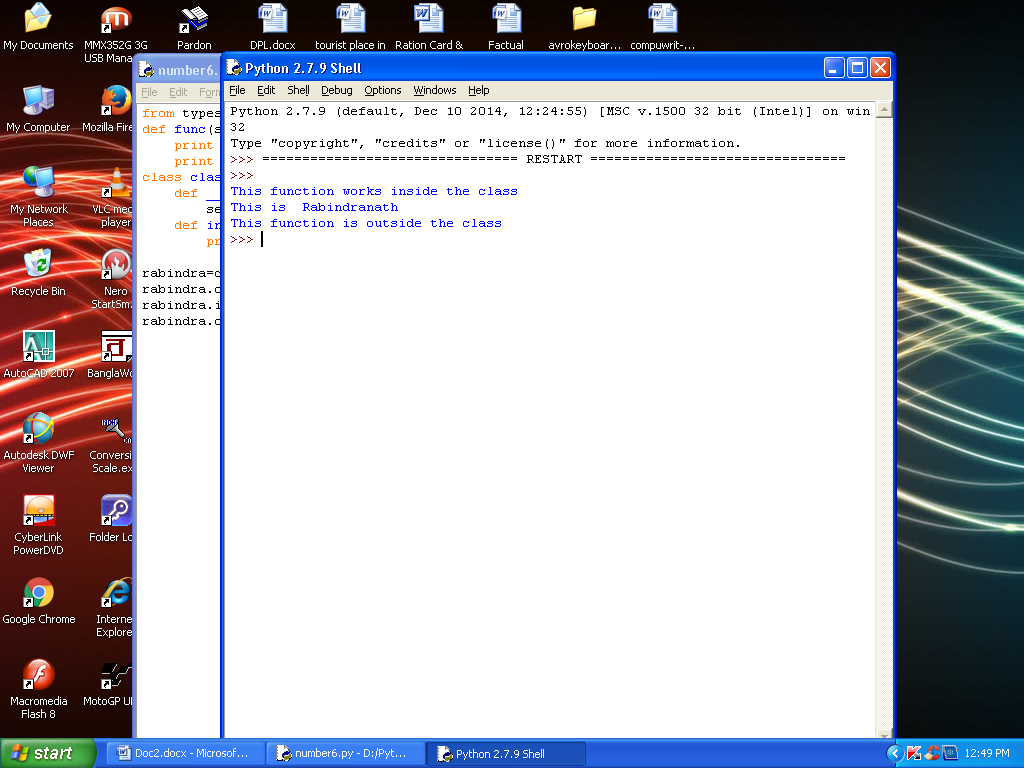 My Documents
MMX352G 3G
USB Mana
Pardon
DPL.docx
tourist place in
Ration Card &
Factual
avrokeyboar...
compuwrit-...
My Computer
Mozilla Fire
My Network
Places
VLC med
player
Recycle Bin
Nero
StartSm.
AutoCAD 2007
BanglaWo
Autodesk DWF
Viewer
Conversi
Scale.ex
CyberLink
PowerDVD
Folder Lo
Google Chrome
Interne
Explore
Macromedia
Flash 8
MotoGP U
number6.
File Edit Form
from types
def func(s
print
print
class clas
def __
se
def in
pr
rabindra=c
rabindra.c
rabindra.i
rabindra.c
Python 2.7.9 Shell
File Edit Shell Debug Options Windows Help
Python 2.7.9 (default, Dec 10 2014, 12:24:55) [MSC v.1500 32 bit (Intel)] on win
32
Type "copyright", "credits" or "license()" for more information.
>>> ================================ RESTART ================================
>>>
This function works inside the class
This is  Rabindranath
This function is outside the class
>>>
start
Doc2.docx - Microsof...
number6.py - D:/Pyt...
Python 2.7.9 Shell
12:49 PM